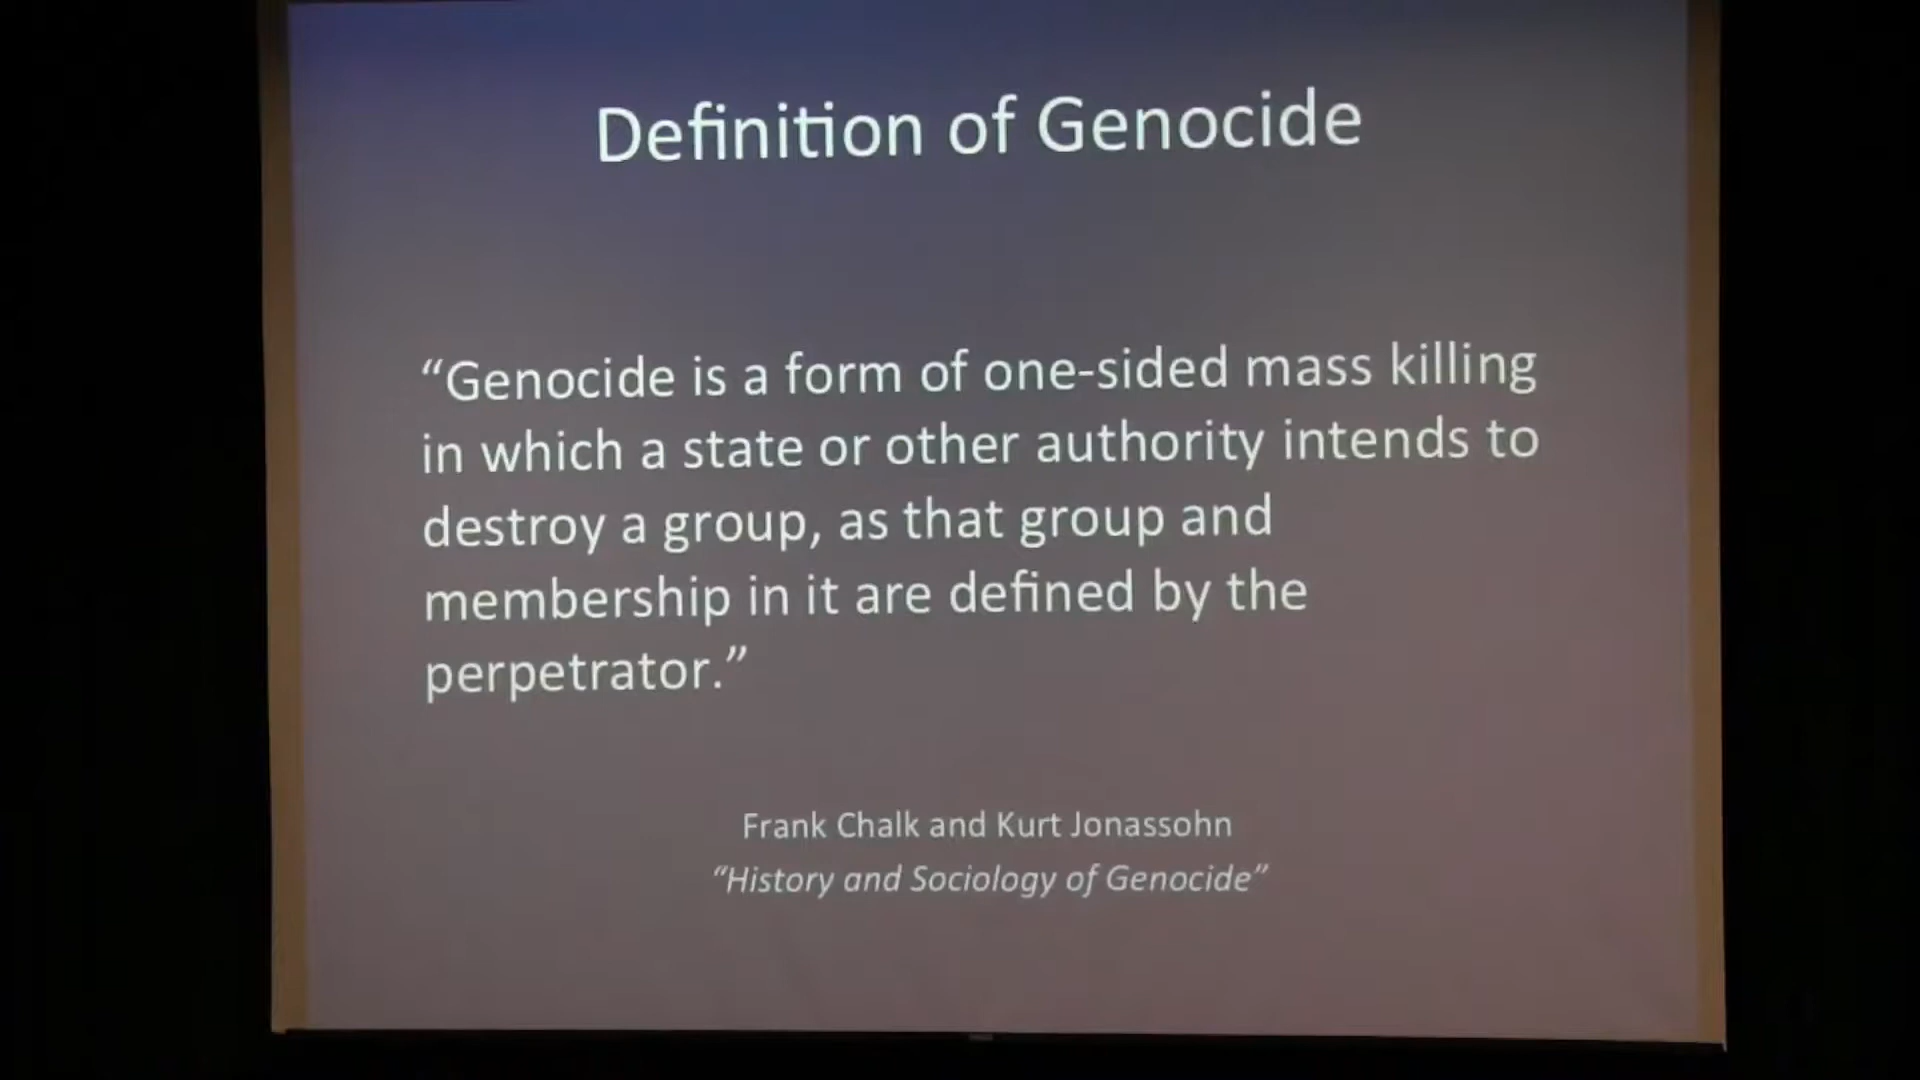 Definition of Genocide
“Genocide is a form of one-sided mass killing
in which a state or other authority intends to
destroy a group, as that group and
membership in it are defined by the
perpetrator.”
Frank Chalk and Kurt Jonassohn
“History and Sociology of Genocide”